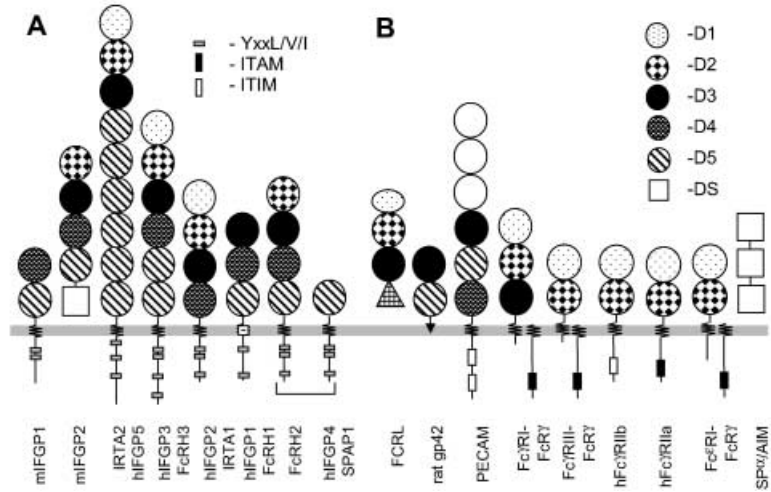 A
- YxxL/V/I
- ITAM
- ITIM
B
-D1
-D2
-D3
-D4
-D5
-DS
mIFGP1
mIFGP2
IRTA2
hIFGP5
hIFGP3
FcRH3
hIFGP2
IRTA1
hIFGP1
FcRH1
FcRH2
hIFGP4
SPAP1
FCRL
rat gp42
PECAM
FcγRI-
FcRγ
FcγRIII-
FcRγ
hFcγRIIb
hFcγRIIa
FcεRI-
FcRγ
SPα/AIM